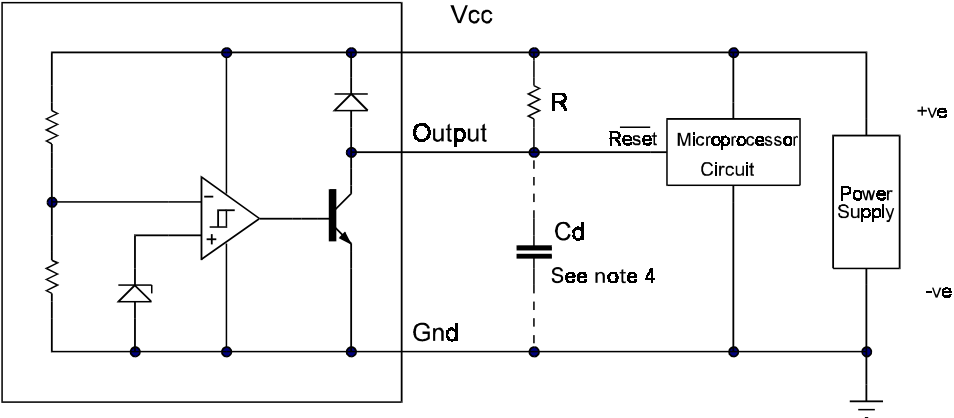 Vcc
R
+ve
Output
Reset
Microprocessor
Circuit
Power
Supply
−
+
Cd
See note 4
-ve
Gnd